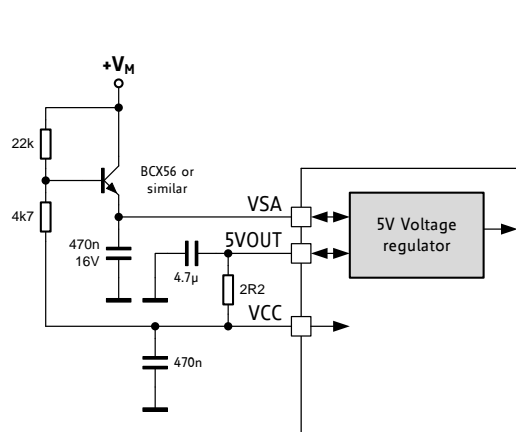 +VM
22k
BCX56 or
similar
4k7
VSA
470n
16V
5VOUT
5V Voltage
regulator
4.7µ
2R2
VCC
470n